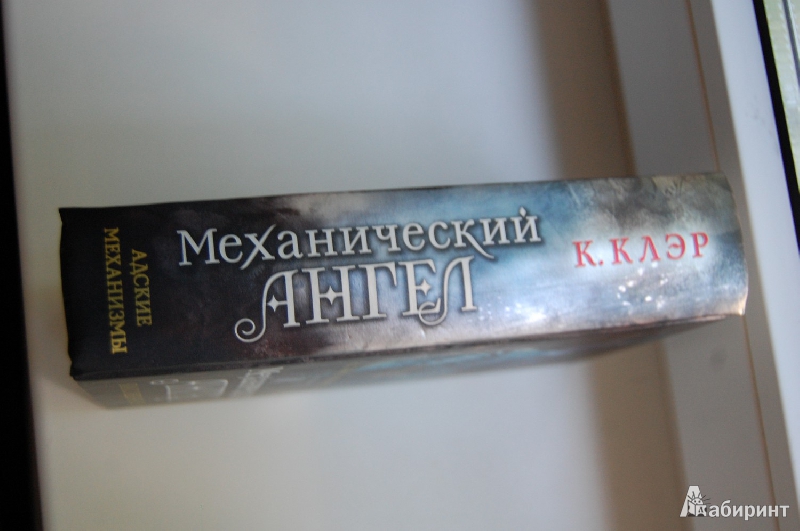 АДСКИЕ
МЕХАНИЗМЫ
Механический
АНГЕЛ
К. КЛЭР
Лабиринт